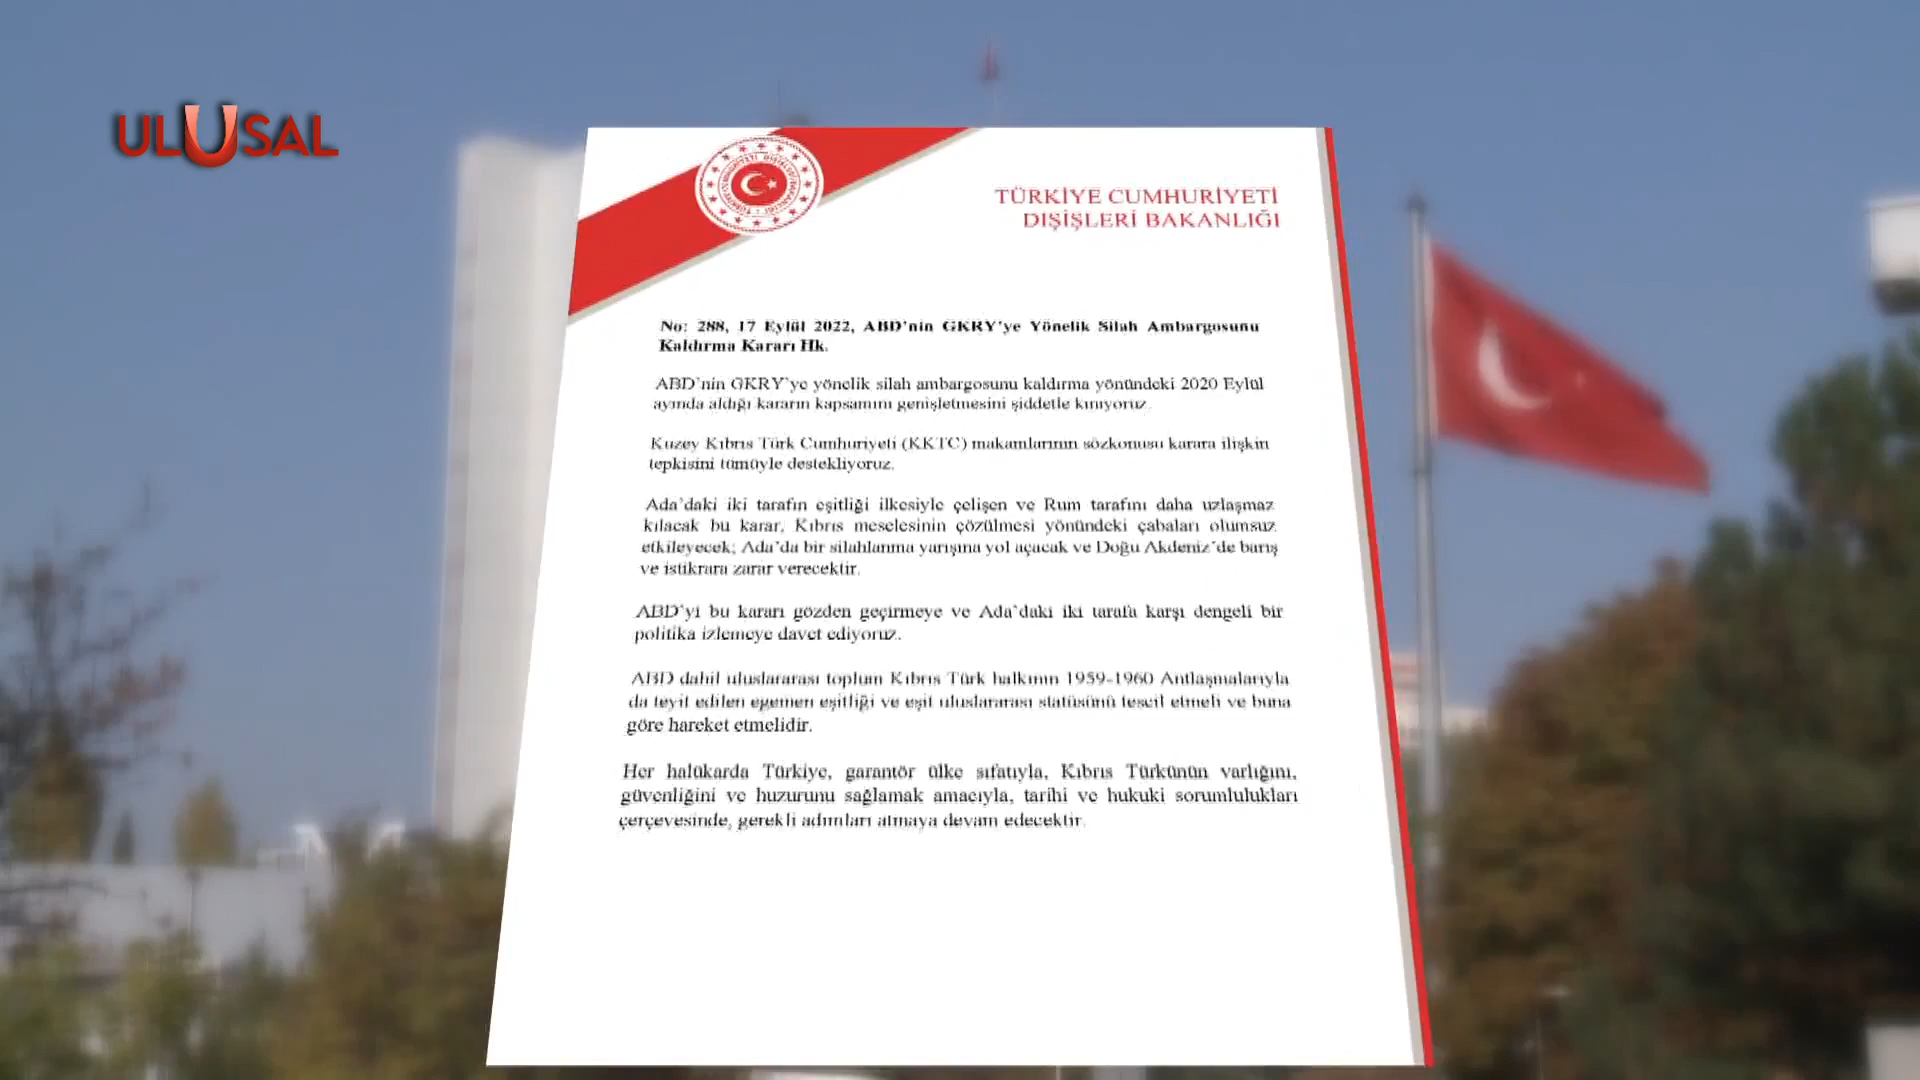 ULUSAL
TÜRKİYE CUMHURİYETİ
DIŞİŞLERİ BAKANLIĞI
No: 288, 17 Eylül 2022, ABD'nin GKRY'ye Yönelik Silah Ambargosunu
Kaldırma Kararı Hk.
ABD'nin GKRY'ye yönelik silah ambargosunu kaldırma yönündeki 2020 Eylül
ayında aldığı kararın kapsamını genişletmesini şiddetle kınıyoruz.
Kuzey Kıbrıs Türk Cumhuriyeti (KKTC) makamlarının sözkonusu karara ilişkin
tepkisini tümüyle destekliyoruz.
Ada'daki iki tarafın eşitliği ilkesiyle çelişen ve Rum tarafını daha uzlaşmaz
kılacak bu karar, Kıbrıs meselesinin çözülmesi yönündeki çabaları olumsuz
etkileyecek; Ada'da bir silahlanma yarışına yol açacak ve Doğu Akdeniz'de barış
ve istikrara zarar verecektir.
ABD'yi bu kararı gözden geçirmeye ve Ada'daki iki tarafa karşı dengeli bir
politika izlemeye davet ediyoruz.
ABD dahil uluslararası toplum Kıbrıs Türk halkının 1959-1960 Antlaşmalarıyla
da teyit edilen egemen eşitliği ve eşit uluslararası statüsünü tescil etmeli ve buna
göre hareket etmelidir.
Her halükarda Türkiye, garantör ülke sıfatıyla, Kıbrıs Türkünün varlığını,
güvenliğini ve huzurunu sağlamak amacıyla, tarihi ve hukuki sorumlulukları
çerçevesinde, gerekli adımları atmaya devam edecektir.